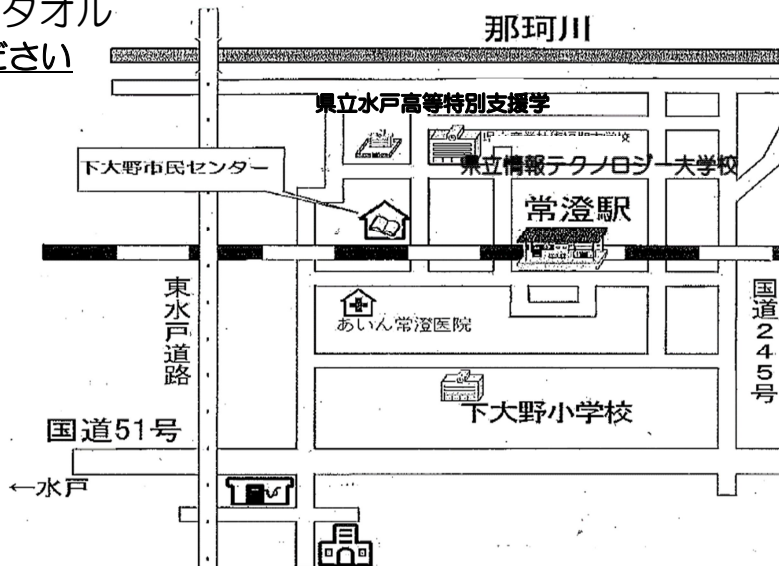 タオル
ださい
那珂川
県立水戸高等特別支援学
県立情報テクノロジー大学校
下大野市民センター
常澄駅
東水戸道路
国道245号
あいん常澄医院
下大野小学校
国道51号
←水戸